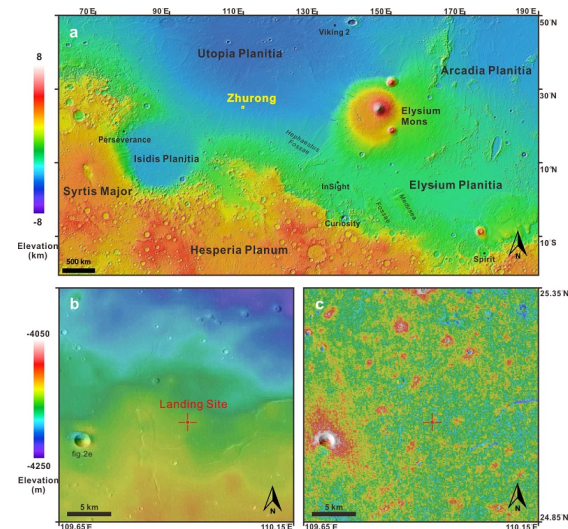 70 E 90 E 110 E 130 E 150 E 170 E 190 E
a
50 N
Viking 2
Utopia Planitia
Arcadia Planitia
8
Zhurong
30 N
Elysium
Mons
Perseverance
Hephaestus
Fossae
Isidis Planitia
10 N
Syrtis Major
InSight
Elysium Planitia
Medusea
Fossae
-8
Curiosity
Elevation
(km)
Hesperia Planum
10 S
500 km
N
Spirit
b
c
25.35 N
-4050
Landing Site
fig.2e
-4250
Elevation
(m)
5 km
N
5 km
N
24.85 N
109.65 E
110.15 E
109.65 E
110.15 E